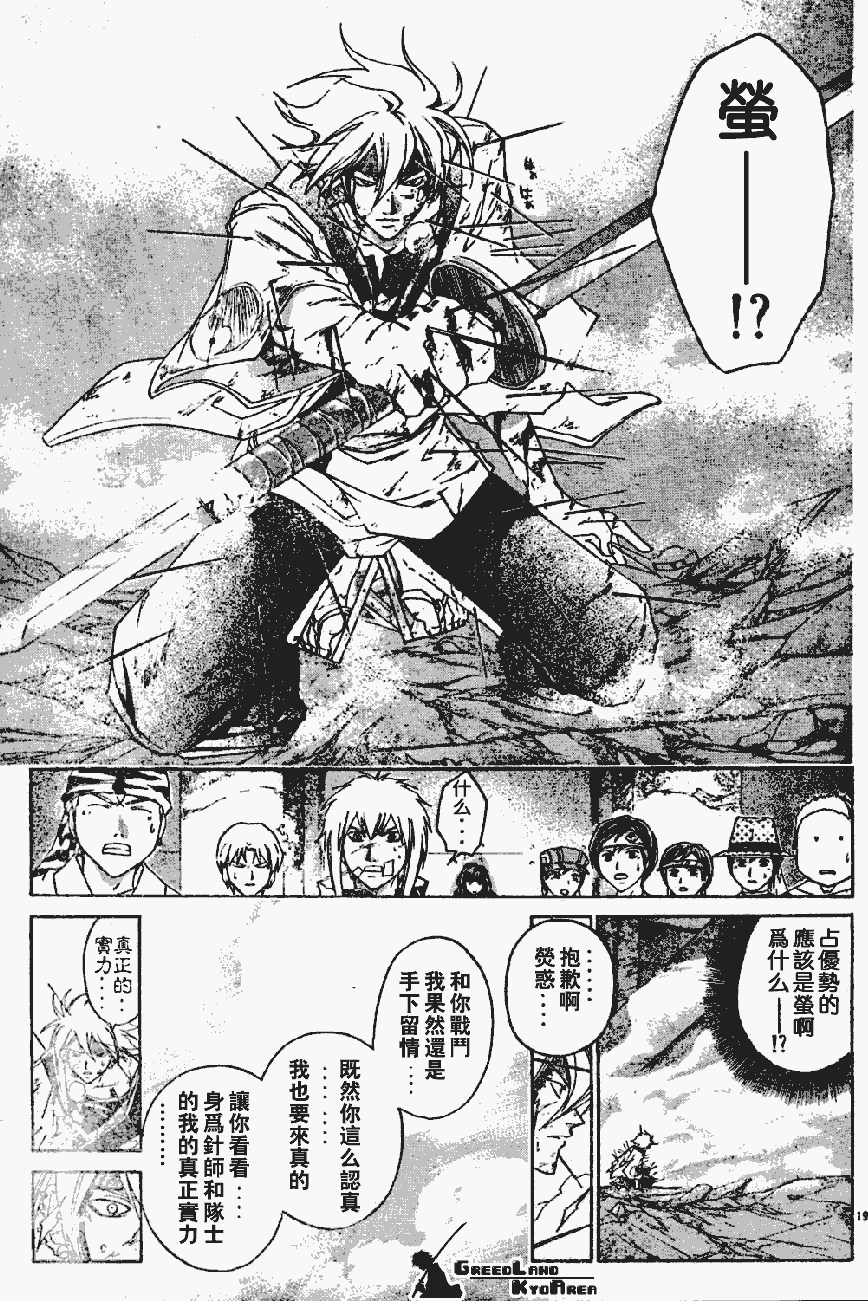 螢
——
!?
什么...
占優勢的
應該是螢啊
爲什么——!?
......
抱歉啊
熒惑....
和你戰鬥
我果然還是
手下留情....
既然你這么認真
.......
我也要來真的
讓你看看....
身爲針師和隊士
的我的真正實力
........
真正的..
實力....
19
GreedLand
KyoArea